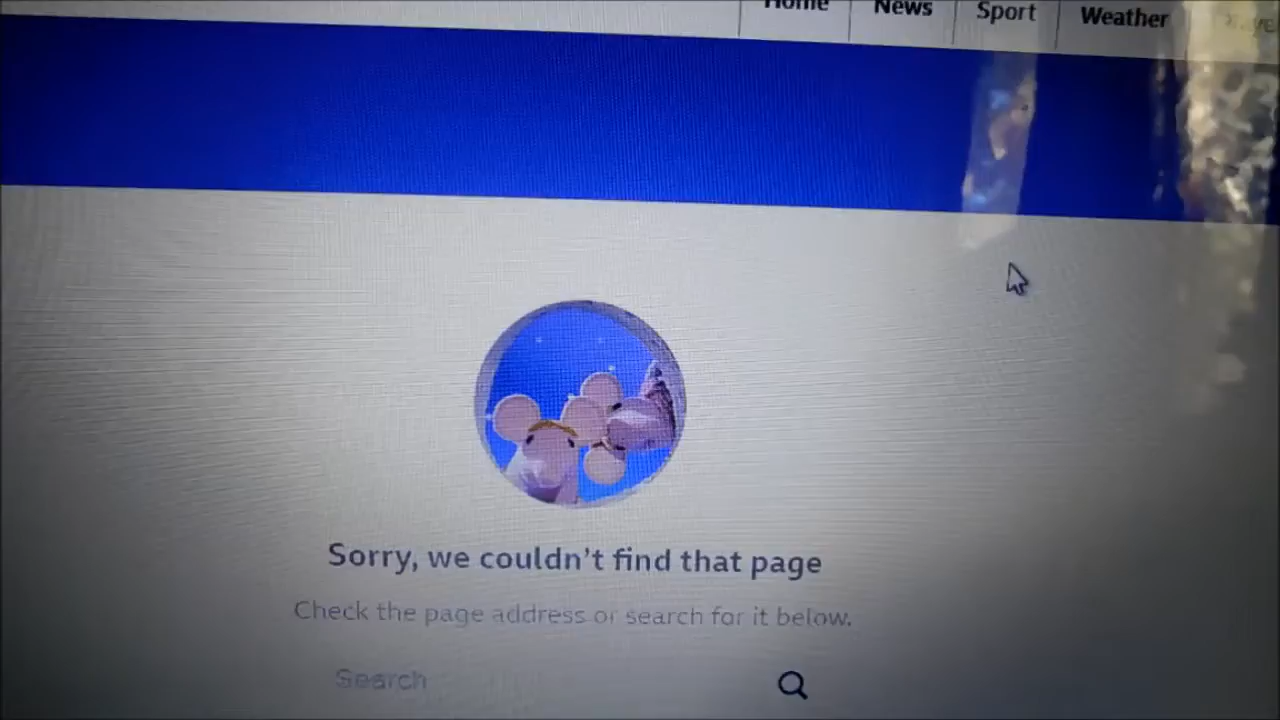 Home News Sport Weather
Sorry, we couldn't find that page
Check the page address or search for it below.
Search